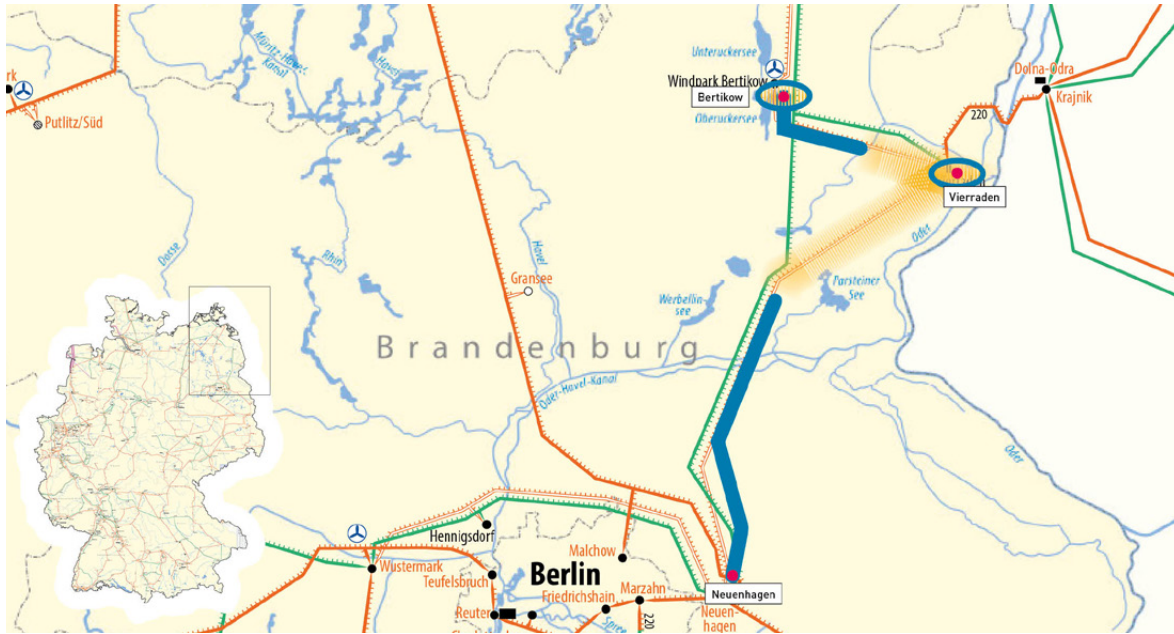 Müritz-Havel-
Kanal
Havel
Unteruckersee
Windpark Bertikow
Bertikow
Oberuckersee
Dolna-Odra
Krajnik
220
Putlitz/Süd
Vierraden
Oder
Dosse
Rhin
Havel
Gransee
Werbellin-
see
Parsteiner
See
Brandenburg
Oder-Havel-Kanal
Oder
Hennigsdorf
Malchow
Wustermark
Teufelsbruch
Berlin
Friedrichshain
Marzahn
Neuenhagen
Reuter
Spree
220
Neuen-
hagen